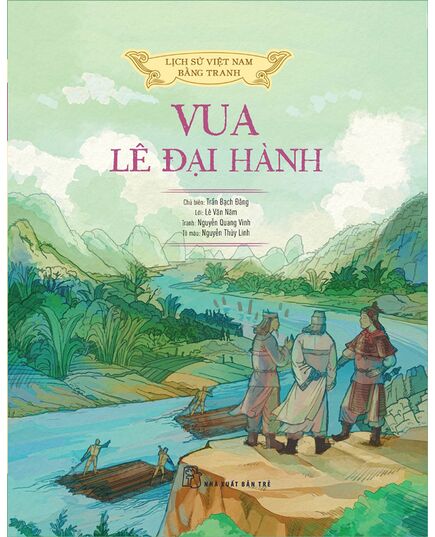 LỊCH SỬ VIỆT NAM
BẰNG TRANH
VUA
LÊ ĐẠI HÀNH
Chủ biên: Trần Bạch Đằng
Lời: Lê Văn Năm
Tranh: Nguyễn Quang Vinh
Tô màu: Nguyễn Thùy Linh
NHÀ XUẤT BẢN TRẺ